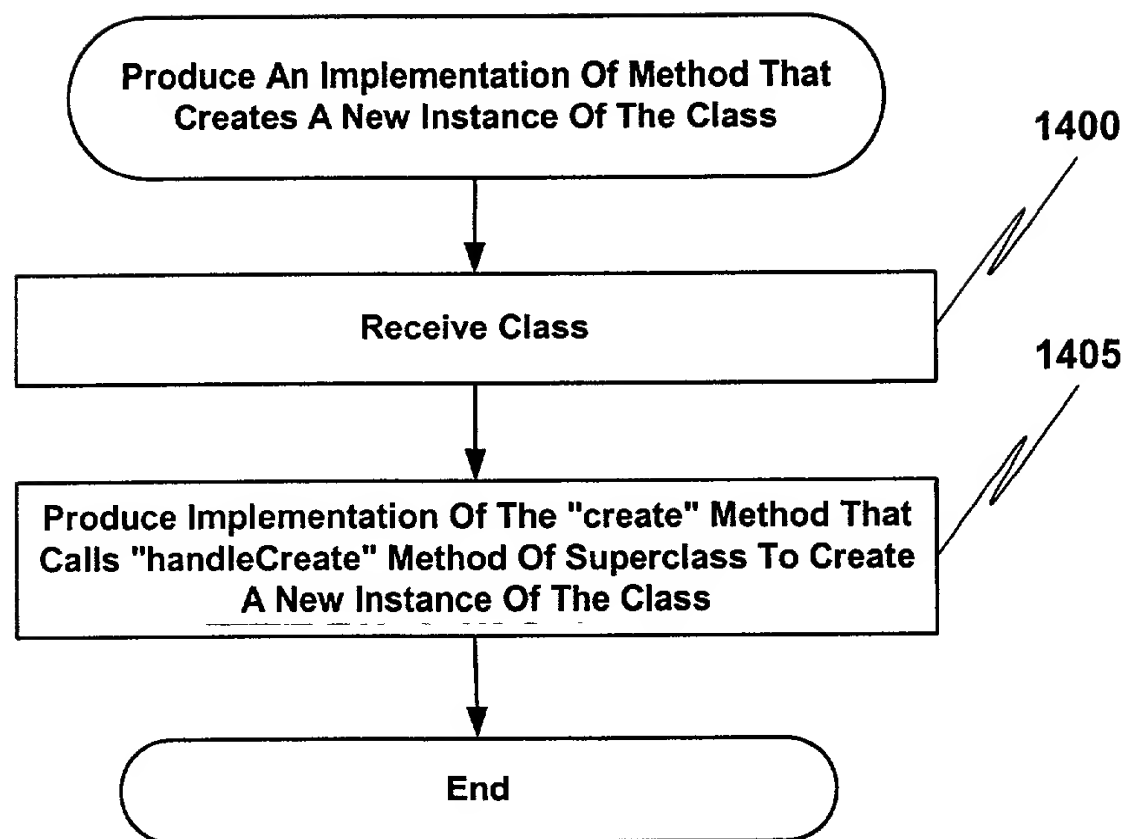 Produce An Implementation Of Method That
Creates A New Instance Of The Class
1400
Receive Class
1405
Produce Implementation Of The "create" Method That
Calls "handleCreate" Method Of Superclass To Create
A New Instance Of The Class
End